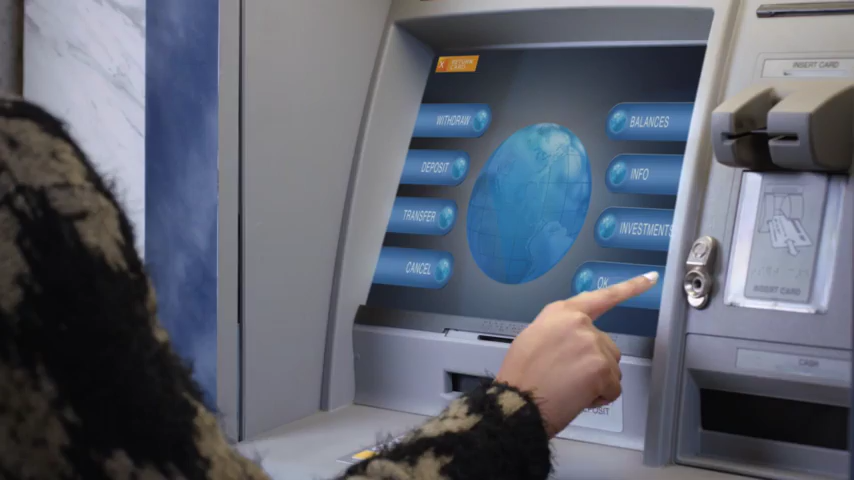 RETURN
CARD
WITHDRAW
DEPOSIT
TRANSFER
CANCEL
BALANCES
INFO
INVESTMENTS
OK
INSERT CARD
INSERT CARD
CASH
DEPOSIT